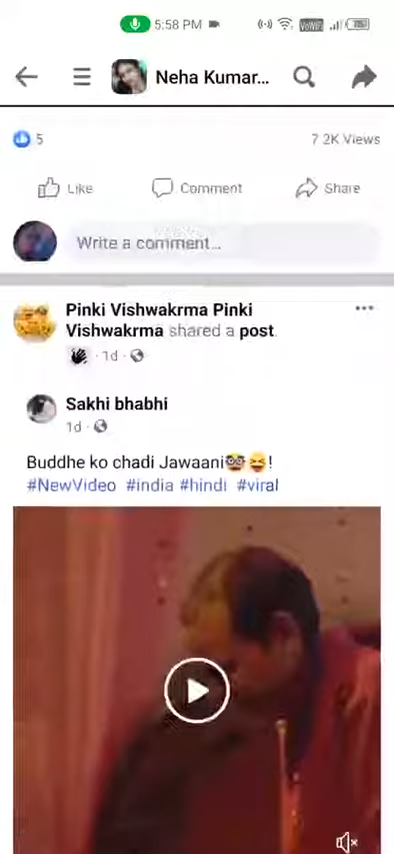 5:58 PM
Neha Kumar...
5
7.2K Views
Like
Comment
Share
Write a comment...
Pinki Vishwakrma Pinki
Vishwakrma shared a post.
1d
Sakhi bhabhi
1d
Buddhe ko chadi Jawaani🥸😆!
#NewVideo #india #hindi #viral